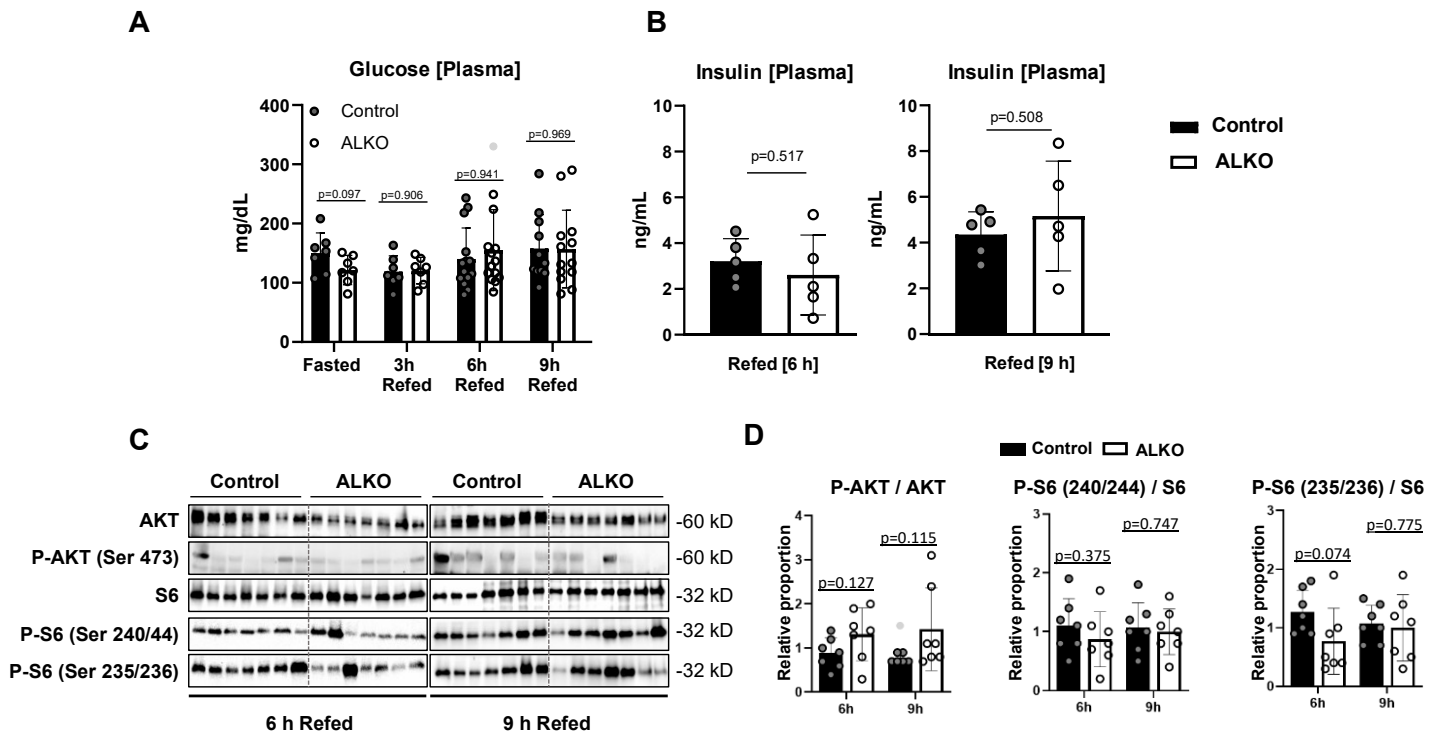 A
Glucose [Plasma]
400
300
200
100
0
mg/dL
Control
ALKO
p=0.097
p=0.906
p=0.941
p=0.969
Fasted
3h
Refed
6h
Refed
9h
Refed
B
Insulin [Plasma]
10
8
6
4
2
0
ng/mL
p=0.517
Refed [6 h]
Insulin [Plasma]
10
8
6
4
2
0
ng/mL
p=0.508
Refed [9 h]
Control
ALKO
C
Control ALKO Control ALKO
AKT -60 kD
P-AKT (Ser 473) -60 kD
S6 -32 kD
P-S6 (Ser 240/44) -32 kD
P-S6 (Ser 235/236) -32 kD
6 h Refed 9 h Refed
D
Control ALKO
P-AKT / AKT
4
3
2
1
0
Relative proportion
p=0.127
p=0.115
6h 9h
P-S6 (240/244) / S6
3
2
1
0
Relative proportion
p=0.375
p=0.747
6h 9h
P-S6 (235/236) / S6
3
2
1
0
Relative proportion
p=0.074
p=0.775
6h 9h